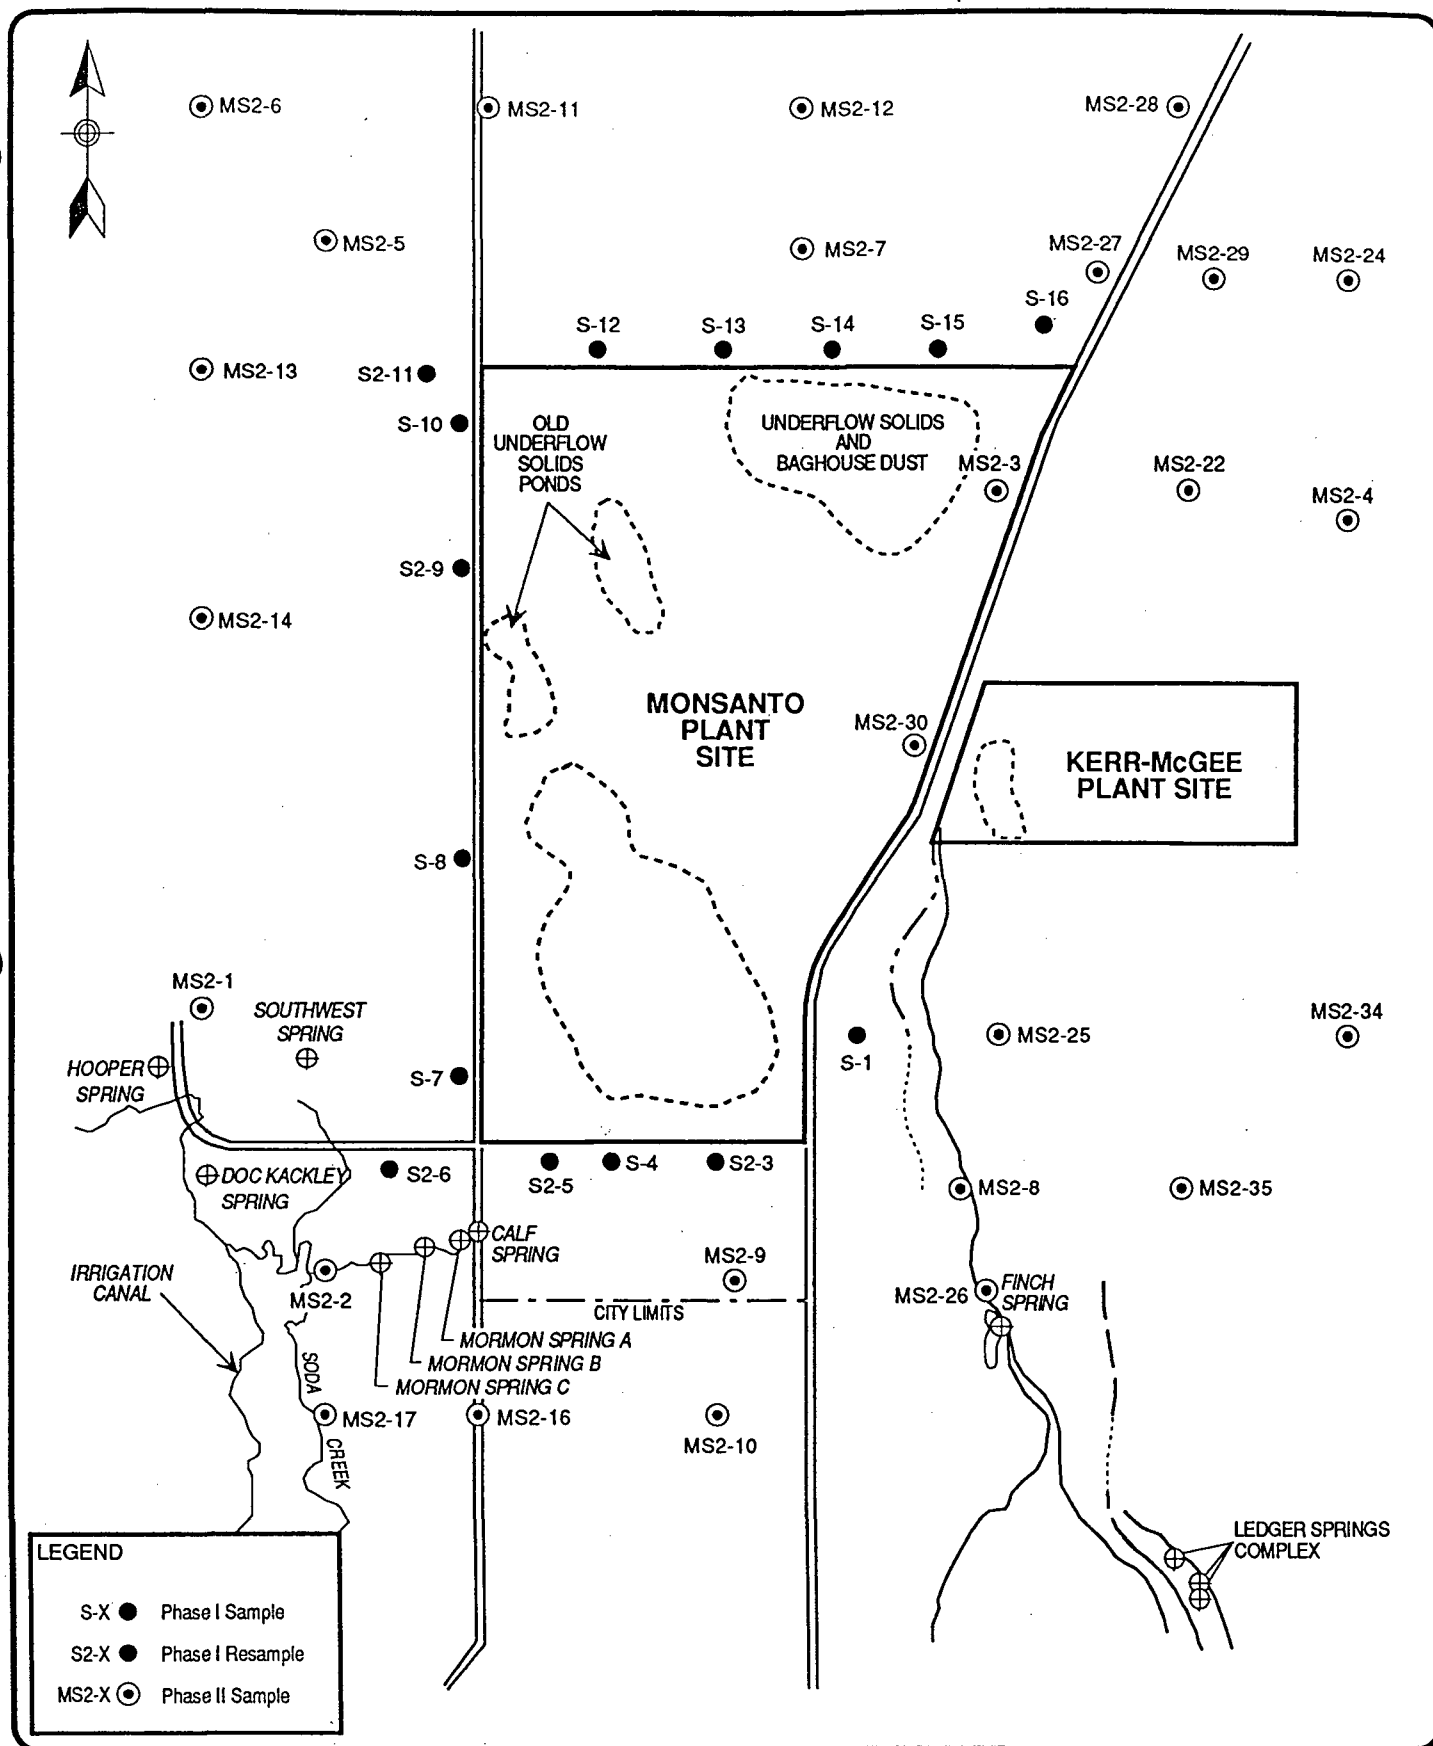 MS2-6
MS2-11
MS2-12
MS2-28
MS2-5
MS2-7
MS2-27
MS2-29
MS2-24
S-16
S-12
S-13
S-14
S-15
MS2-13
S2-11
S-10
OLD
UNDERFLOW
SOLIDS
PONDS
UNDERFLOW SOLIDS
AND
BAGHOUSE DUST
MS2-3
MS2-22
MS2-4
S2-9
MS2-14
MONSANTO
PLANT
SITE
MS2-30
KERR-McGEE
PLANT SITE
S-8
MS2-1
SOUTHWEST
SPRING
HOOPER
SPRING
S-7
S-1
MS2-25
MS2-34
DOC KACKLEY
SPRING
S2-6
S2-5
S-4
S2-3
MS2-8
MS2-35
CALF
SPRING
MS2-9
IRRIGATION
CANAL
MS2-2
CITY LIMITS
MS2-26
FINCH
SPRING
MORMON SPRING A
MORMON SPRING B
MORMON SPRING C
SODA
CREEK
MS2-17
MS2-16
MS2-10
LEDGER SPRINGS
COMPLEX
LEGEND
S-X Phase I Sample
S2-X Phase I Resample
MS2-X Phase II Sample